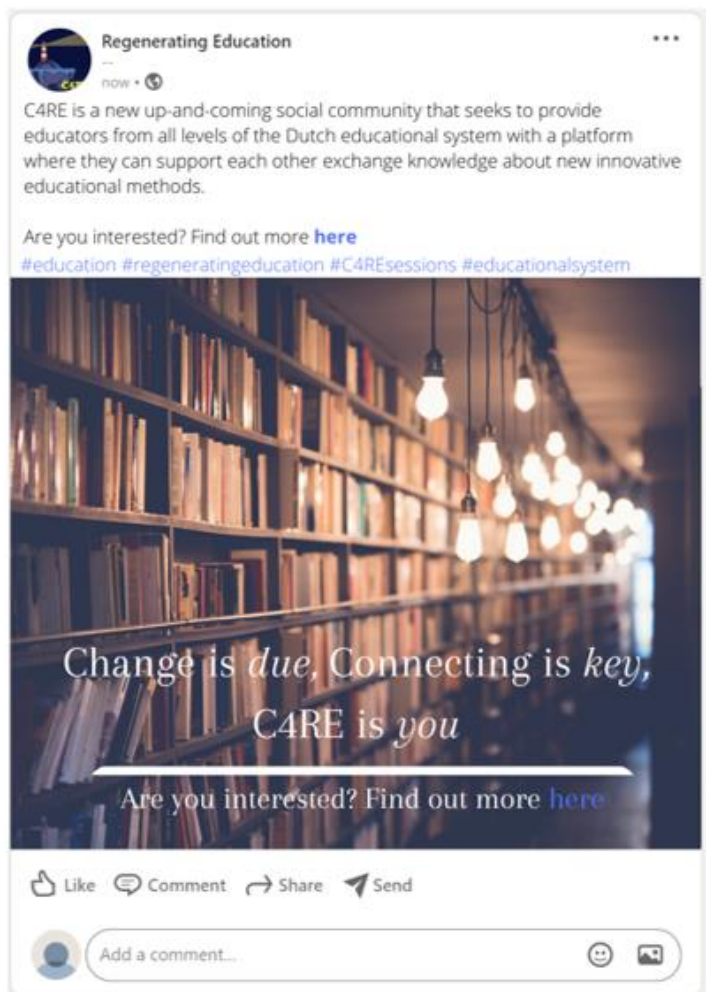 Regenerating Education
...
--
now •
C4RE is a new up-and-coming social community that seeks to provide
educators from all levels of the Dutch educational system with a platform
where they can support each other exchange knowledge about new innovative
educational methods.
Are you interested? Find out more here
#education #regeneratingeducation #C4REsessions #educationalsystem
Change is due, Connecting is key,
C4RE is you
Are you interested? Find out more here
Like Comment Share Send
Add a comment...